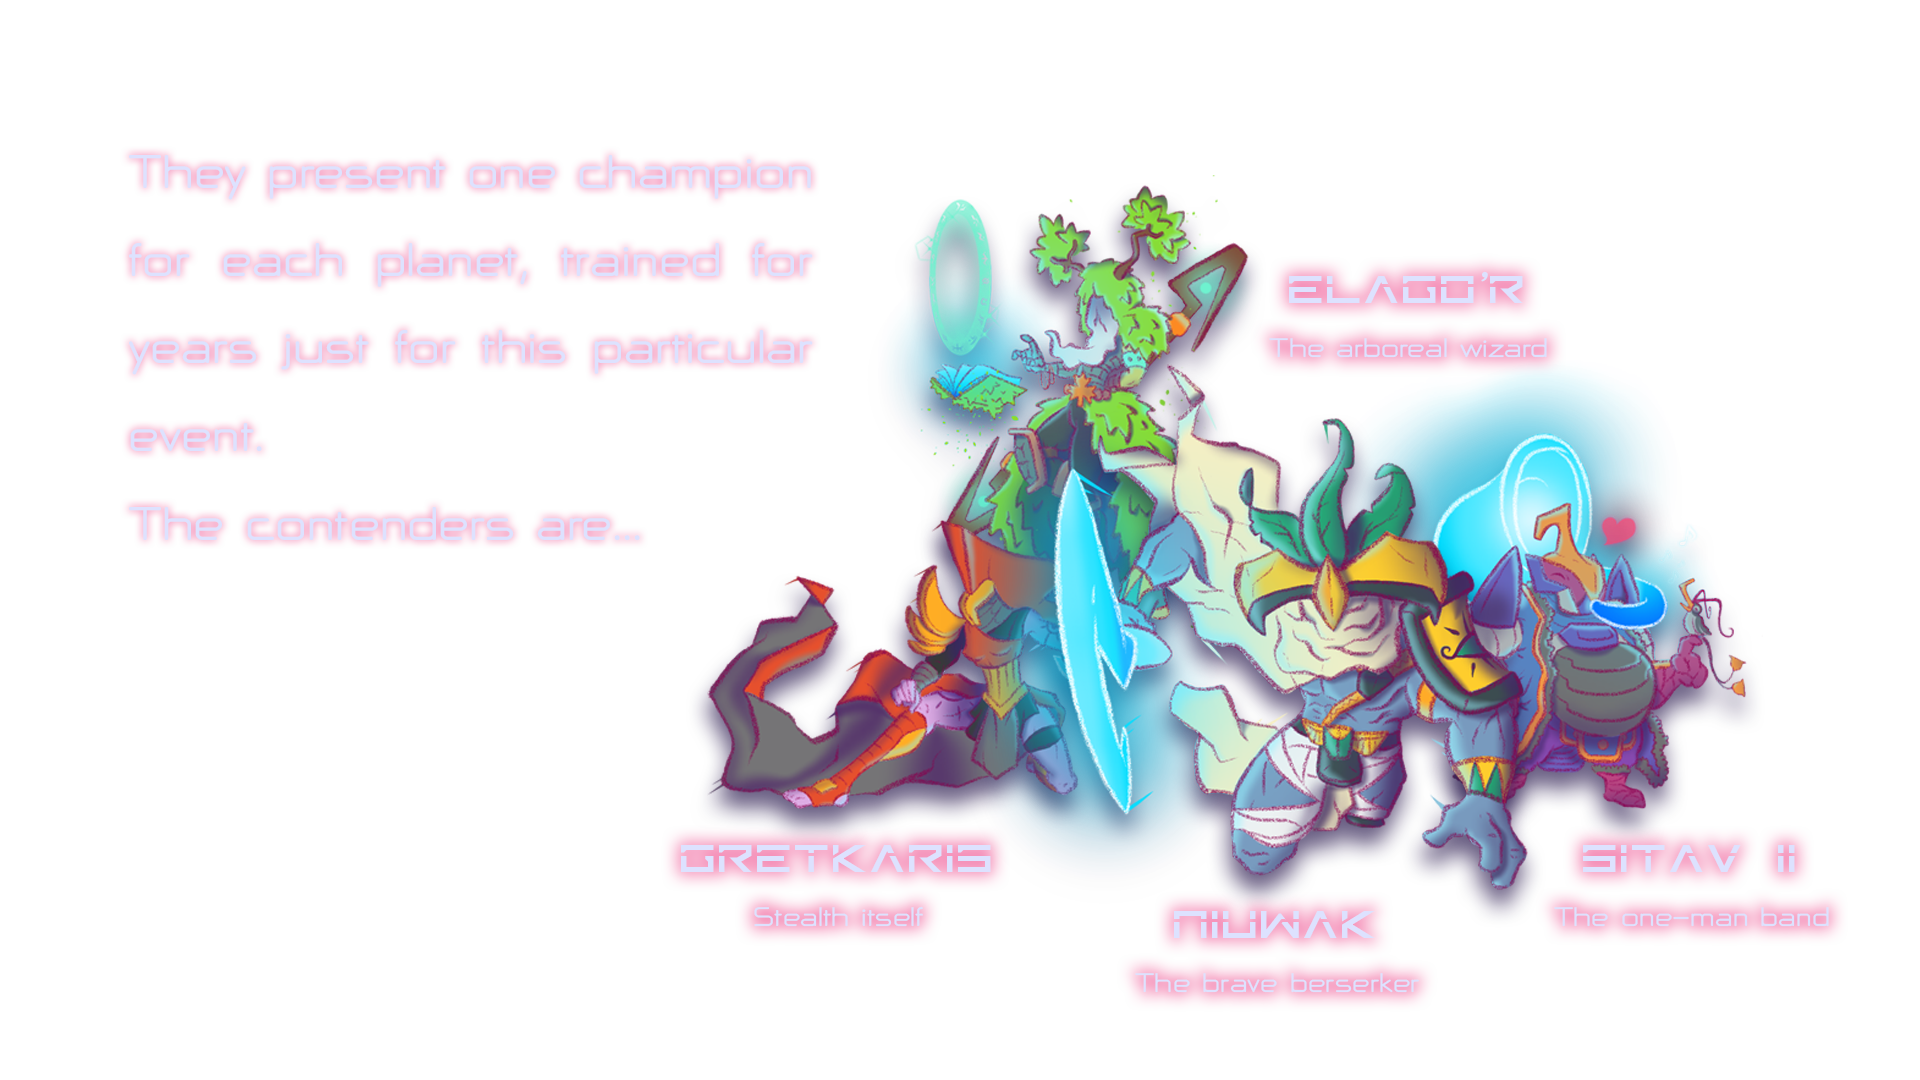 They present one champion
for each planet, trained for
years just for this particular
event.
The contenders are...
ELAGO'R
The arboreal wizard
GRETKARIS
Stealth itself
NIUWAK
The brave berserker
SITAV II
The one-man band